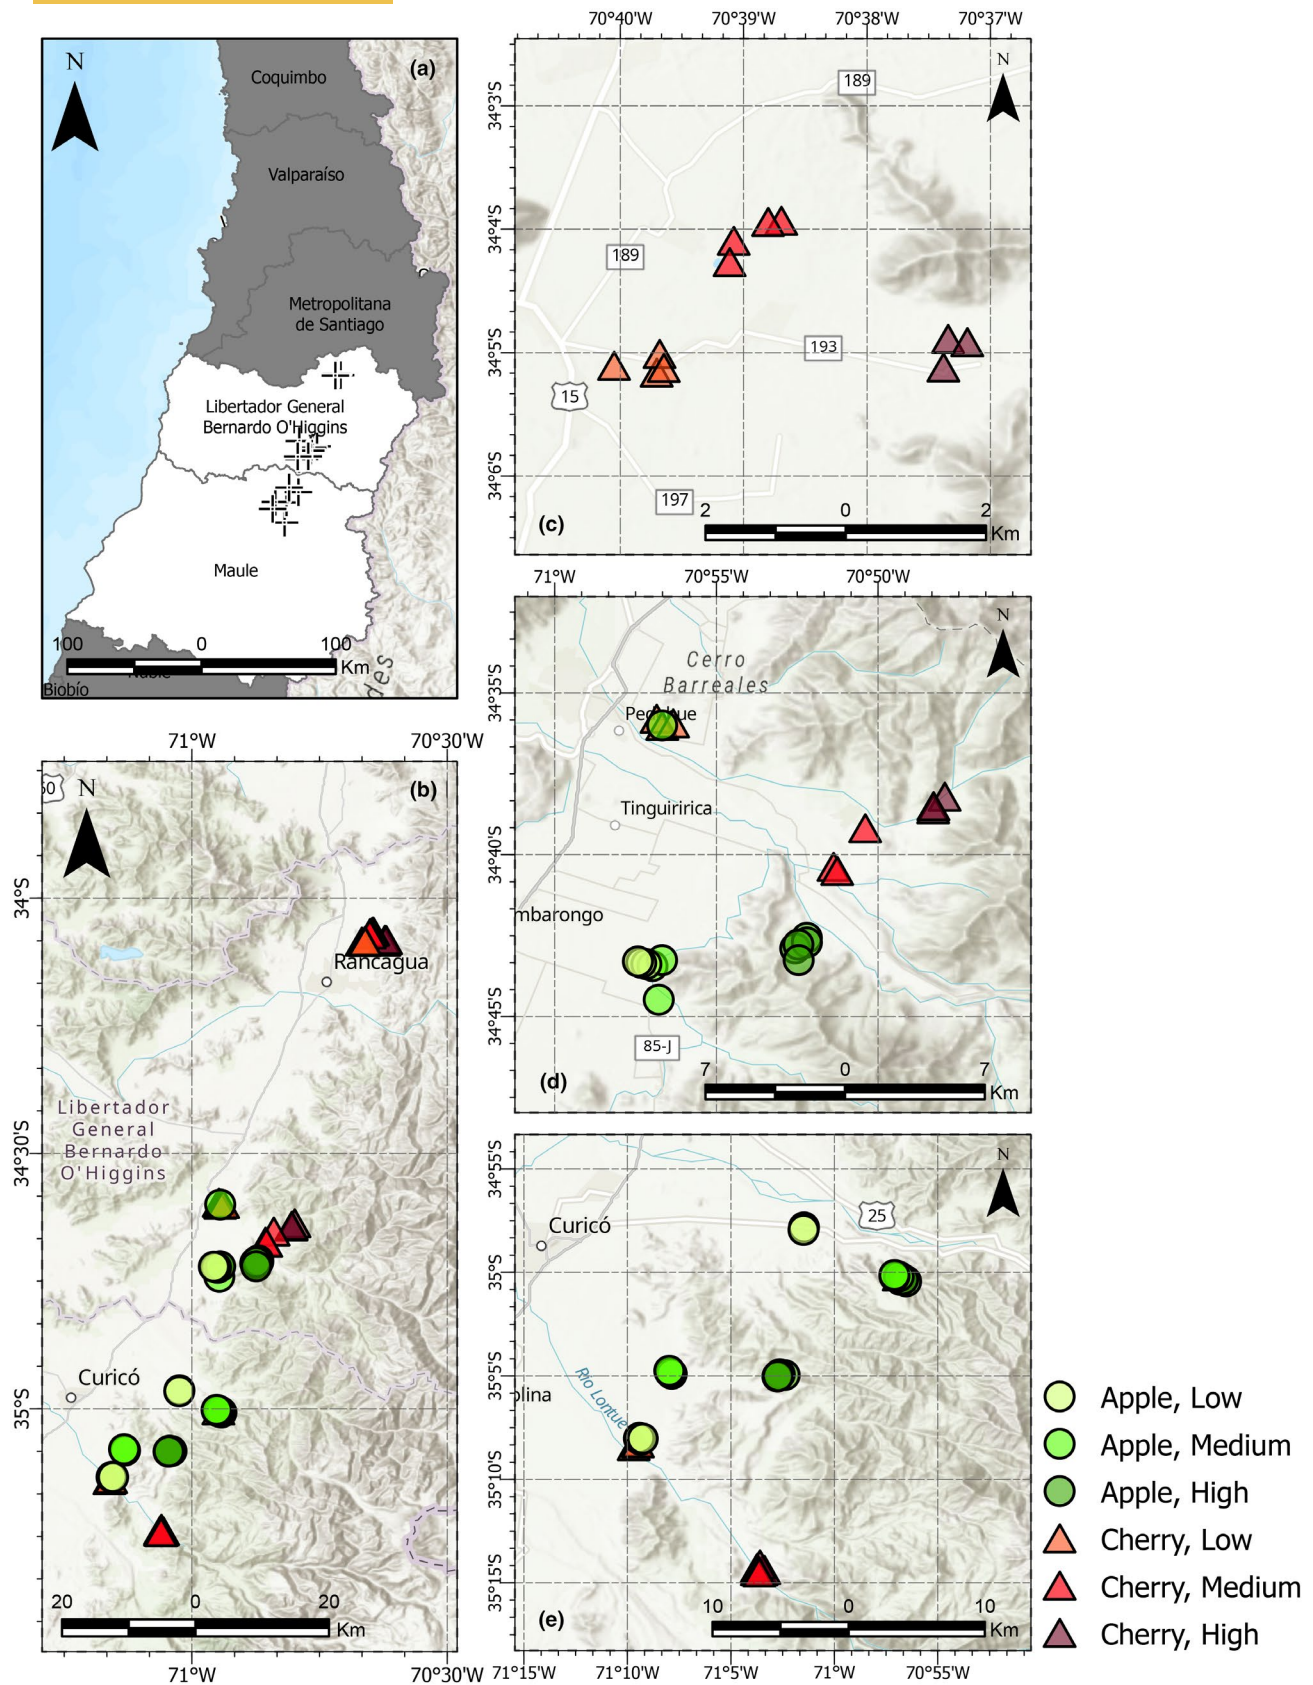 N
(a)
Coquimbo
Valparaíso
Metropolitana
de Santiago
Libertador General
Bernardo O'Higgins
Maule
100 0 100
Km
Biobío
des
70°40'W 70°39'W 70°38'W 70°37'W
N
189
34°3'S
34°4'S
189
34°5'S
193
15
34°6'S
197
2 0 2
Km
(c)
71°W 70°55'W 70°50'W
N
Cerro
Barreales
34°35'S
Tinguiririca
34°40'S
mbarongo
34°45'S
85-J
7 0 7
Km
(d)
71°W 70°30'W
N
(b)
34°S
Rancagua
Libertador
General
Bernardo
O'Higgins
34°30'S
Curicó
35°S
20 0 20
Km
71°W 70°30'W
N
34°55'S
25
Curicó
35°S
35°5'S
olina
Río Lontué
35°10'S
35°15'S
10 0 10
Km
(e)
71°15'W 71°10'W 71°5'W 71°W 70°55'W
Apple, Low
Apple, Medium
Apple, High
Cherry, Low
Cherry, Medium
Cherry, High